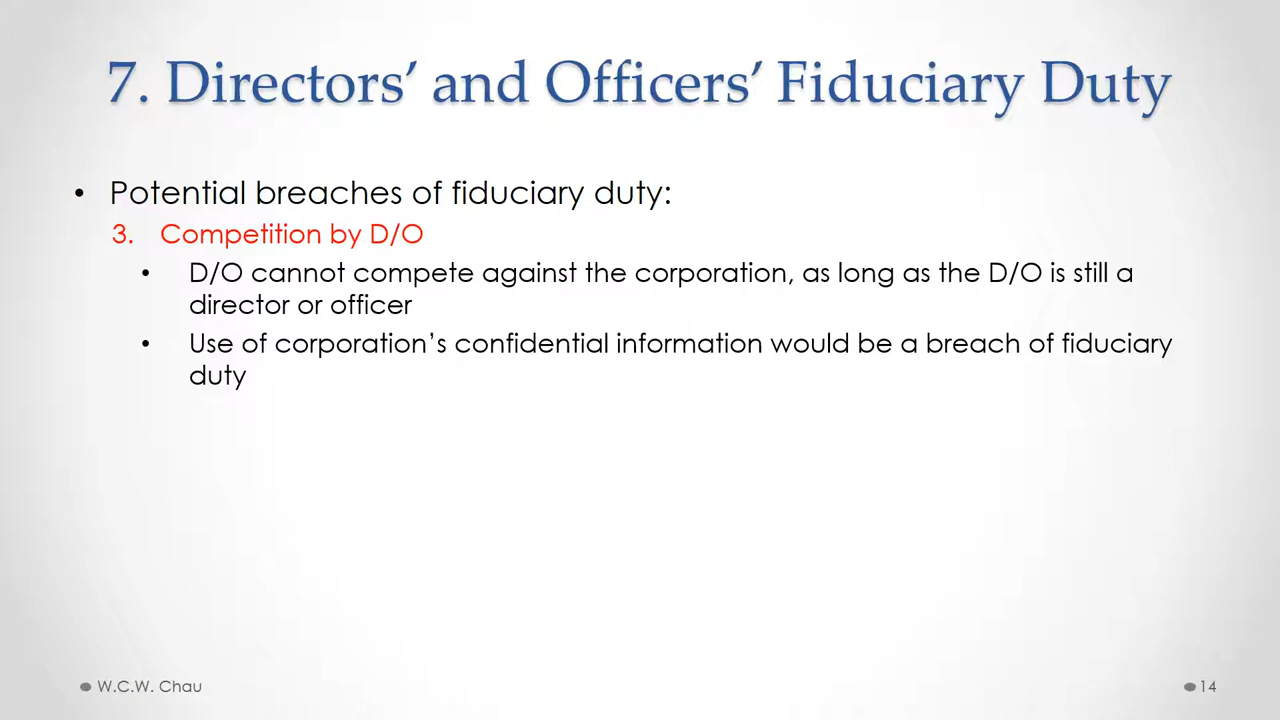 7. Directors’ and Officers’ Fiduciary Duty
• Potential breaches of fiduciary duty:
3. Competition by D/O
• D/O cannot compete against the corporation, as long as the D/O is still a
director or officer
• Use of corporation’s confidential information would be a breach of fiduciary
duty
W.C.W. Chau
14